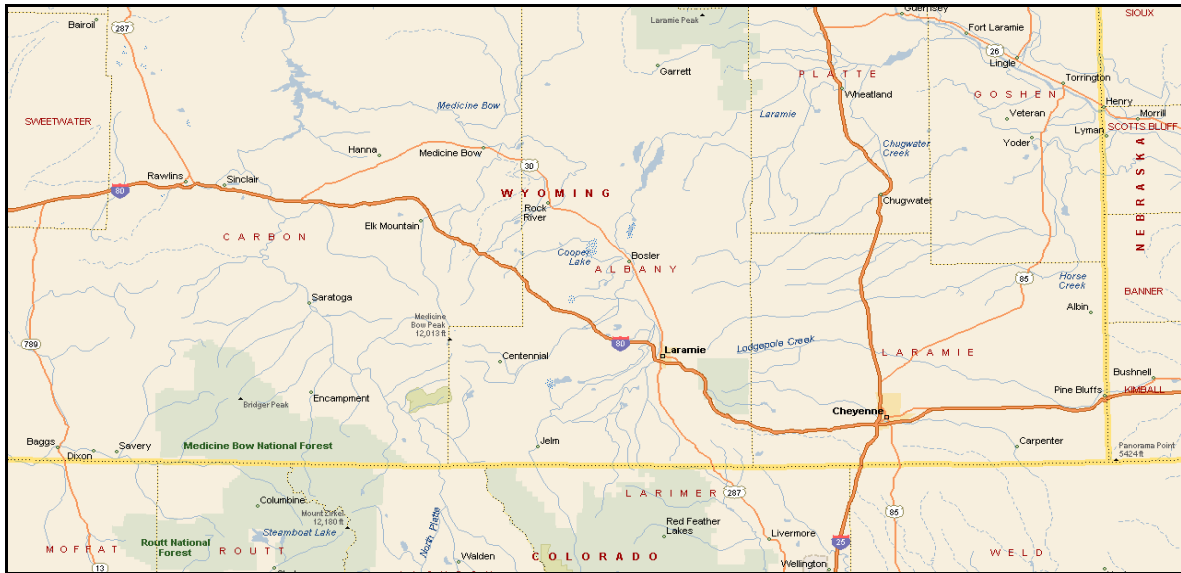 Bairoil
287
Laramie Peak
Guernsey
SIOUX
Fort Laramie
26
Lingle
Garrett
PLATTE
Torrington
Wheatland
GOSHEN
Henry
Medicine Bow
Laramie
Veteran
Morrill
SWEETWATER
Lyman
SCOTTS BLUFF
Chugwater
Creek
Yoder
Hanna
Medicine Bow
30
Rawlins
Sinclair
80
WYOMING
NEBRASKA
Rock
River
Chugwater
Elk Mountain
CARBON
Cooper
Lake
Bosler
ALBANY
85
Horse
Creek
BANNER
Saratoga
Albin
Medicine
Bow Peak
12,013 ft
789
80
Laramie
Lodgepole Creek
LARAMIE
Centennial
Bushnell
Pine Bluffs
KIMBALL
Encampment
Bridger Peak
Cheyenne
Baggs
Savery
Dixon
Medicine Bow National Forest
Jelm
Carpenter
Panorama Point
5424 ft
Columbine
LARIMER
287
Mount Zirkel
12,180 ft
85
Steamboat Lake
North Platte
Red Feather
Lakes
Livermore
Routt National
Forest
MOFFAT
ROUTT
25
WELD
Walden
COLORADO
Wellington
13